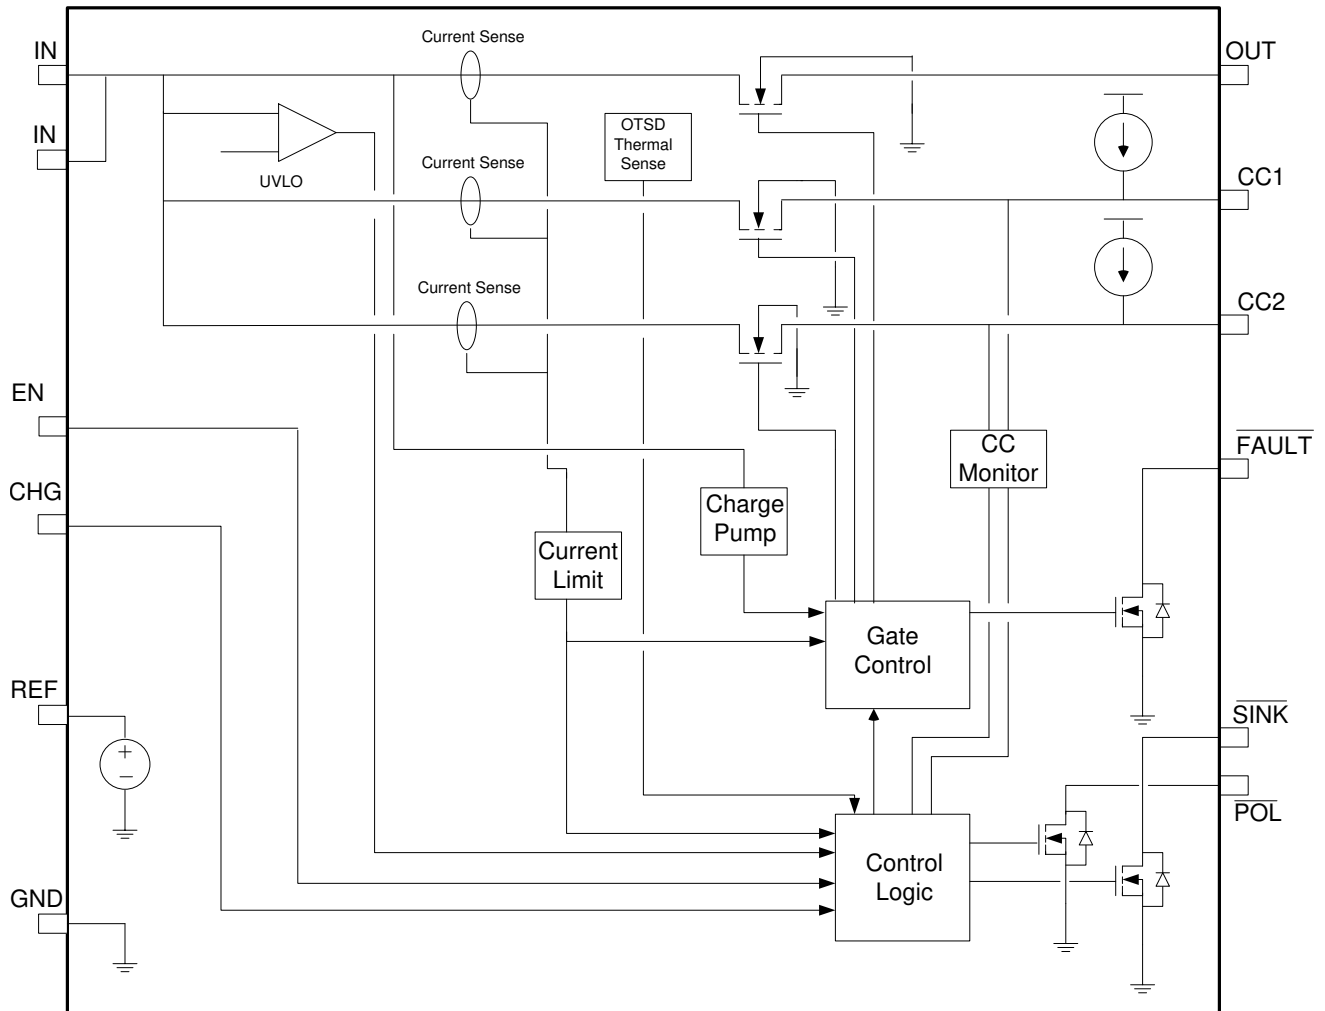 Current Sense
IN
OUT
IN
OTSD
Thermal
Sense
Current Sense
UVLO
CC1
Current Sense
CC2
EN
FAULT
CC
Monitor
CHG
Charge
Pump
Current
Limit
Gate
Control
REF
SINK
+
−
POL
Control
Logic
GND